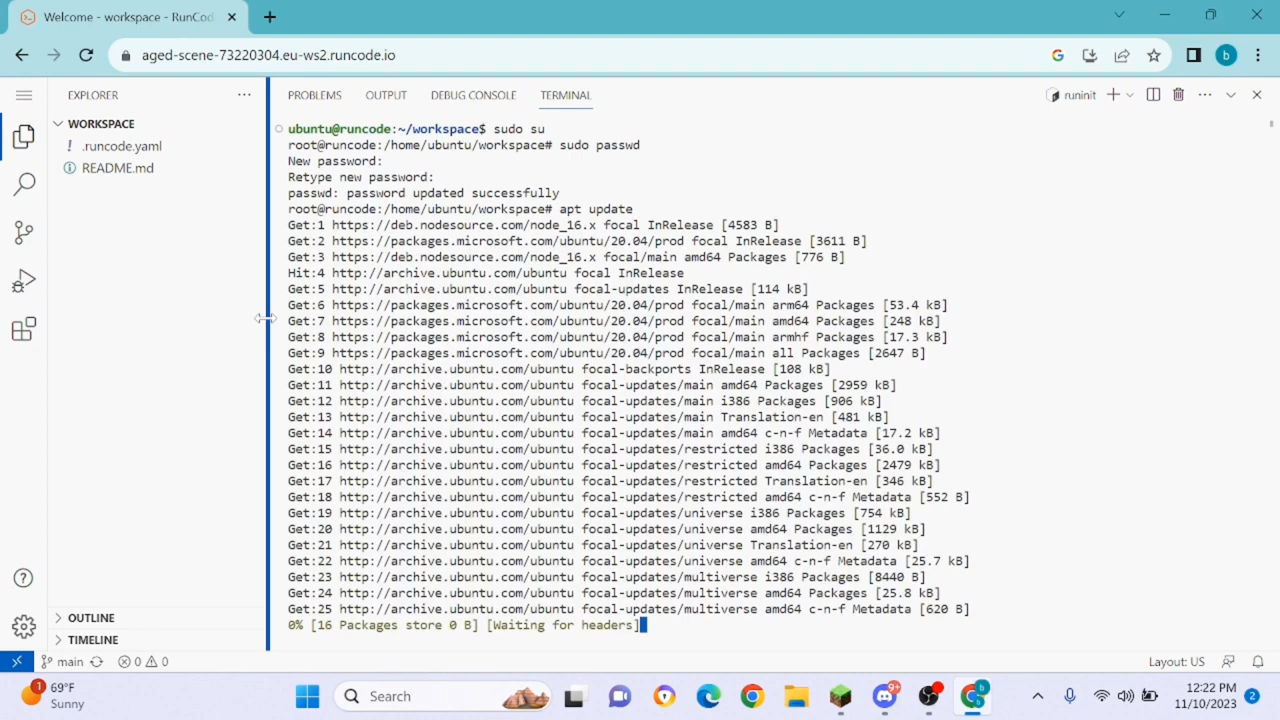 Welcome - workspace - RunCod
aged-scene-73220304.eu-ws2.runcode.io
b
EXPLORER
PROBLEMS OUTPUT DEBUG CONSOLE TERMINAL
runinit
WORKSPACE
! .runcode.yaml
README.md
ubuntu@runcode:~/workspace$ sudo su
root@runcode:/home/ubuntu/workspace# sudo passwd
New password:
Retype new password:
passwd: password updated successfully
root@runcode:/home/ubuntu/workspace# apt update
Get:1 https://deb.nodesource.com/node_16.x focal InRelease [4583 B]
Get:2 https://packages.microsoft.com/ubuntu/20.04/prod focal InRelease [3611 B]
Get:3 https://deb.nodesource.com/node_16.x focal/main amd64 Packages [776 B]
Hit:4 http://archive.ubuntu.com/ubuntu focal InRelease
Get:5 http://archive.ubuntu.com/ubuntu focal-updates InRelease [114 kB]
Get:6 https://packages.microsoft.com/ubuntu/20.04/prod focal/main arm64 Packages [53.4 kB]
Get:7 https://packages.microsoft.com/ubuntu/20.04/prod focal/main amd64 Packages [248 kB]
Get:8 https://packages.microsoft.com/ubuntu/20.04/prod focal/main armhf Packages [17.3 kB]
Get:9 https://packages.microsoft.com/ubuntu/20.04/prod focal/main all Packages [2647 B]
Get:10 http://archive.ubuntu.com/ubuntu focal-backports InRelease [108 kB]
Get:11 http://archive.ubuntu.com/ubuntu focal-updates/main amd64 Packages [2959 kB]
Get:12 http://archive.ubuntu.com/ubuntu focal-updates/main i386 Packages [906 kB]
Get:13 http://archive.ubuntu.com/ubuntu focal-updates/main Translation-en [481 kB]
Get:14 http://archive.ubuntu.com/ubuntu focal-updates/main amd64 c-n-f Metadata [17.2 kB]
Get:15 http://archive.ubuntu.com/ubuntu focal-updates/restricted i386 Packages [36.0 kB]
Get:16 http://archive.ubuntu.com/ubuntu focal-updates/restricted amd64 Packages [2479 kB]
Get:17 http://archive.ubuntu.com/ubuntu focal-updates/restricted Translation-en [346 kB]
Get:18 http://archive.ubuntu.com/ubuntu focal-updates/restricted amd64 c-n-f Metadata [552 B]
Get:19 http://archive.ubuntu.com/ubuntu focal-updates/universe i386 Packages [754 kB]
Get:20 http://archive.ubuntu.com/ubuntu focal-updates/universe amd64 Packages [1129 kB]
Get:21 http://archive.ubuntu.com/ubuntu focal-updates/universe Translation-en [270 kB]
Get:22 http://archive.ubuntu.com/ubuntu focal-updates/universe amd64 c-n-f Metadata [25.7 kB]
Get:23 http://archive.ubuntu.com/ubuntu focal-updates/multiverse i386 Packages [8440 B]
Get:24 http://archive.ubuntu.com/ubuntu focal-updates/multiverse amd64 Packages [25.8 kB]
Get:25 http://archive.ubuntu.com/ubuntu focal-updates/multiverse amd64 c-n-f Metadata [620 B]
0% [16 Packages store 0 B] [Waiting for headers]
OUTLINE
TIMELINE
main 0 0
Layout: US
1
69°F
Sunny
Search
9+
b
12:22 PM
11/10/2023
2